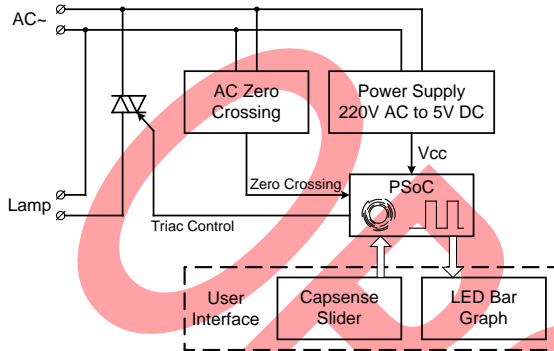 AC~
AC Zero
Crossing
Power Supply
220V AC to 5V DC
Vcc
PSoC
Zero Crossing
Lamp
Triac Control
User
Interface
Capsense
Slider
LED Bar
Graph